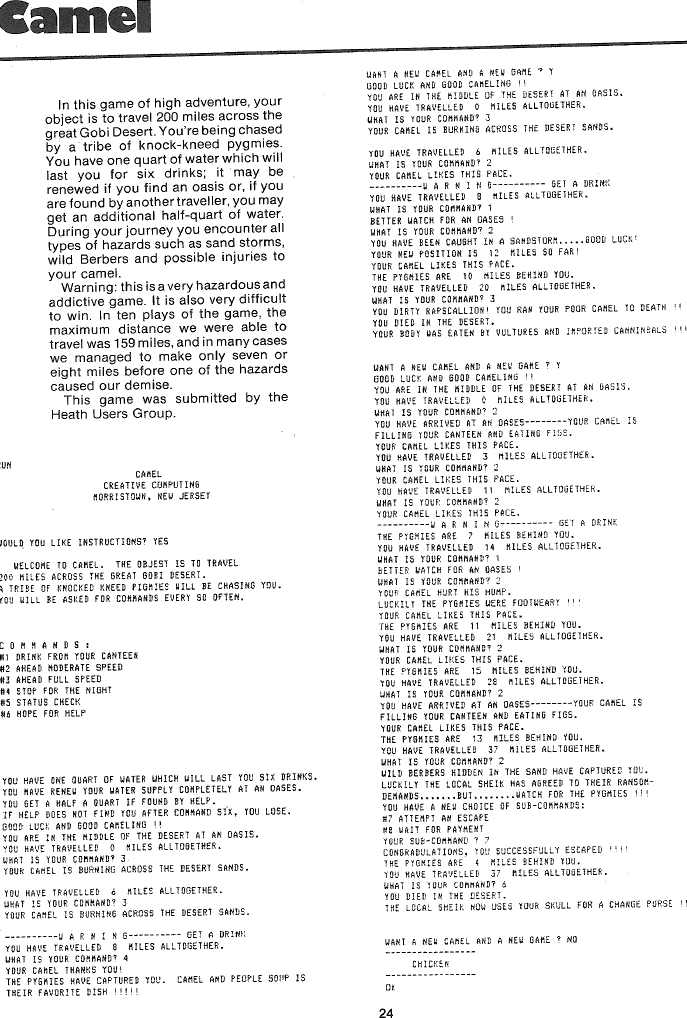 Camel
In this game of high adventure, your
object is to travel 200 miles across the
great Gobi Desert. You're being chased
by a tribe of knock-kneed pygmies.
You have one quart of water which will
last you for six drinks; it may be
renewed if you find an oasis or, if you
are found by another traveller, you may
get an additional half-quart of water.
During your journey you encounter all
types of hazards such as sand storms,
wild Berbers and possible injuries to
your camel.
Warning: this is a very hazardous and
addictive game. It is also very difficult
to win. In ten plays of the game, the
maximum distance we were able to
travel was 159 miles, and in many cases
we managed to make only seven or
eight miles before one of the hazards
caused our demise.
This game was submitted by the
Heath Users Group.
UN
CAMEL
CREATIVE COMPUTING
MORRISTOWN, NEW JERSEY
WOULD YOU LIKE INSTRUCTIONS? YES
WELCOME TO CAMEL. THE OBJEST IS TO TRAVEL
200 MILES ACROSS THE GREAT GOBI DESERT.
A TRIBE OF KNOCKED KNEED PIGMIES WILL BE CHASING YOU.
YOU WILL BE ASKED FOR COMMANDS EVERY SO OFTEN.
C O M M A N D S :
#1 DRINK FROM YOUR CANTEEN
#2 AHEAD MODERATE SPEED
#3 AHEAD FULL SPEED
#4 STOP FOR THE NIGHT
#5 STATUS CHECK
#6 HOPE FOR HELP
YOU HAVE ONE QUART OF WATER WHICH WILL LAST YOU SIX DRINKS.
YOU MAVE RENEW YOUR WATER SUPPLY COMPLETELY AT AN OASES.
YOU GET A HALF A QUART IF FOUND BY HELP.
IF HELP DOES NOT FIND YOU AFTER COMMAND SIX, YOU LOSE.
GOOD LUCK AND GOOD CAMELING !!
YOU ARE IN THE MIDDLE OF THE DESERT AT AN OASIS.
YOU HAVE TRAVELLED 0 MILES ALLTOGETHER.
WHAT IS YOUR COMMAND? 3
YOUR CAMEL IS BURNING ACROSS THE DESERT SANDS.
YOU HAVE TRAVELLED 6 MILES ALLTOGETHER.
WHAT IS YOUR COMMAND? 3
YOUR CAMEL IS BURNING ACROSS THE DESERT SANDS.
----------W A R N I N G---------- GET A DRINK
YOU HAVE TRAVELLED 8 MILES ALLTOGETHER.
WHAT IS YOUR COMMAND? 4
YOUR CAMEL THANKS YOU!
THE PYGMIES HAVE CAPTURED YOU. CAMEL AND PEOPLE SOUP IS
THEIR FAVORITE DISH !!!!!
WANT A NEW CAMEL AND A NEW GAME ? Y
GOOD LUCK AND GOOD CAMELING !!
YOU ARE IN THE MIDDLE OF THE DESERT AT AN OASIS.
YOU HAVE TRAVELLED 0 MILES ALLTOGETHER.
WHAT IS YOUR COMMAND? 3
YOUR CAMEL IS BURNING ACROSS THE DESERT SANDS.
YOU HAVE TRAVELLED 6 MILES ALLTOGETHER.
WHAT IS YOUR COMMAND? 2
YOUR CAMEL LIKES THIS PACE.
----------W A R N I N G---------- GET A DRINK
YOU HAVE TRAVELLED 8 MILES ALLTOGETHER.
WHAT IS YOUR COMMAND? 1
BETTER WATCH FOR AN OASES !
WHAT IS YOUR COMMAND? 2
YOU HAVE BEEN CAUGHT IN A SANDSTORM.....GOOD LUCK!
YOUR NEW POSITION IS 12 MILES SO FAR!
YOUR CAMEL LIKES THIS PACE.
THE PYGMIES ARE 10 MILES BEHIND YOU.
YOU HAVE TRAVELLED 20 MILES ALLTOGETHER.
WHAT IS YOUR COMMAND? 3
YOU DIRTY RAPSCALLION! YOU RAN YOUR POOR CAMEL TO DEATH !!
YOU DIED IN THE DESERT.
YOUR BODY WAS EATEN BY VULTURES AND IMPORTED CANNINBALS !!!
WANT A NEW CAMEL AND A NEW GAME ? Y
GOOD LUCK AND GOOD CAMELING !!
YOU ARE IN THE MIDDLE OF THE DESERT AT AN OASIS.
YOU HAVE TRAVELLED 0 MILES ALLTOGETHER.
WHAT IS YOUR COMMAND? 2
YOU HAVE ARRIVED AT AN OASES--------YOUR CAMEL IS
FILLING YOUR CANTEEN AND EATING FIGS.
YOUR CAMEL LIKES THIS PACE.
YOU HAVE TRAVELLED 3 MILES ALLTOGETHER.
WHAT IS YOUR COMMAND? 2
YOUR CAMEL LIKES THIS PACE.
YOU HAVE TRAVELLED 11 MILES ALLTOGETHER.
WHAT IS YOUR COMMAND? 2
YOUR CAMEL LIKES THIS PACE.
----------W A R N I N G---------- GET A DRINK
THE PYGMIES ARE 7 MILES BEHIND YOU.
YOU HAVE TRAVELLED 14 MILES ALLTOGETHER.
WHAT IS YOUR COMMAND? 1
BETTER WATCH FOR AN OASES !
WHAT IS YOUR COMMAND? 2
YOUR CAMEL HURT HIS HUMP.
LUCKILY THE PYGMIES WERE FOOTWEARY !!!
YOUR CAMEL LIKES THIS PACE.
THE PYGMIES ARE 11 MILES BEHIND YOU.
YOU HAVE TRAVELLED 21 MILES ALLTOGETHER.
WHAT IS YOUR COMMAND? 2
YOUR CAMEL LIKES THIS PACE.
THE PYGMIES ARE 15 MILES BEHIND YOU.
YOU HAVE TRAVELLED 28 MILES ALLTOGETHER.
WHAT IS YOUR COMMAND? 2
YOU HAVE ARRIVED AT AN OASES--------YOUR CAMEL IS
FILLING YOUR CANTEEN AND EATING FIGS.
YOUR CAMEL LIKES THIS PACE.
THE PYGMIES ARE 13 MILES BEHIND YOU.
YOU HAVE TRAVELLED 37 MILES ALLTOGETHER.
WHAT IS YOUR COMMAND? 2
WILD BERBERS HIDDEN IN THE SAND HAVE CAPTURED YOU.
LUCKILY THE LOCAL SHEIK HAS AGREED TO THEIR RANSOM-
DEMANDS.......BUT........WATCH FOR THE PYGMIES !!!
YOU HAVE A NEW CHOICE OF SUB-COMMANDS:
#7 ATTEMPT AN ESCAPE
#8 WAIT FOR PAYMENT
YOUR SUB-COMMAND ? 7
CONGRADULATIONS, YOU SUCCESSFULLY ESCAPED !!!!
THE PYGMIES ARE 4 MILES BEHIND YOU.
YOU HAVE TRAVELLED 37 MILES ALLTOGETHER.
WHAT IS YOUR COMMAND? 6
YOU DIED IN THE DESERT.
THE LOCAL SHEIK NOW USES YOUR SKULL FOR A CHANGE PURSE !!
WANT A NEW CAMEL AND A NEW GAME ? NO
-----------------
CHICKEN
-----------------
Ok
24